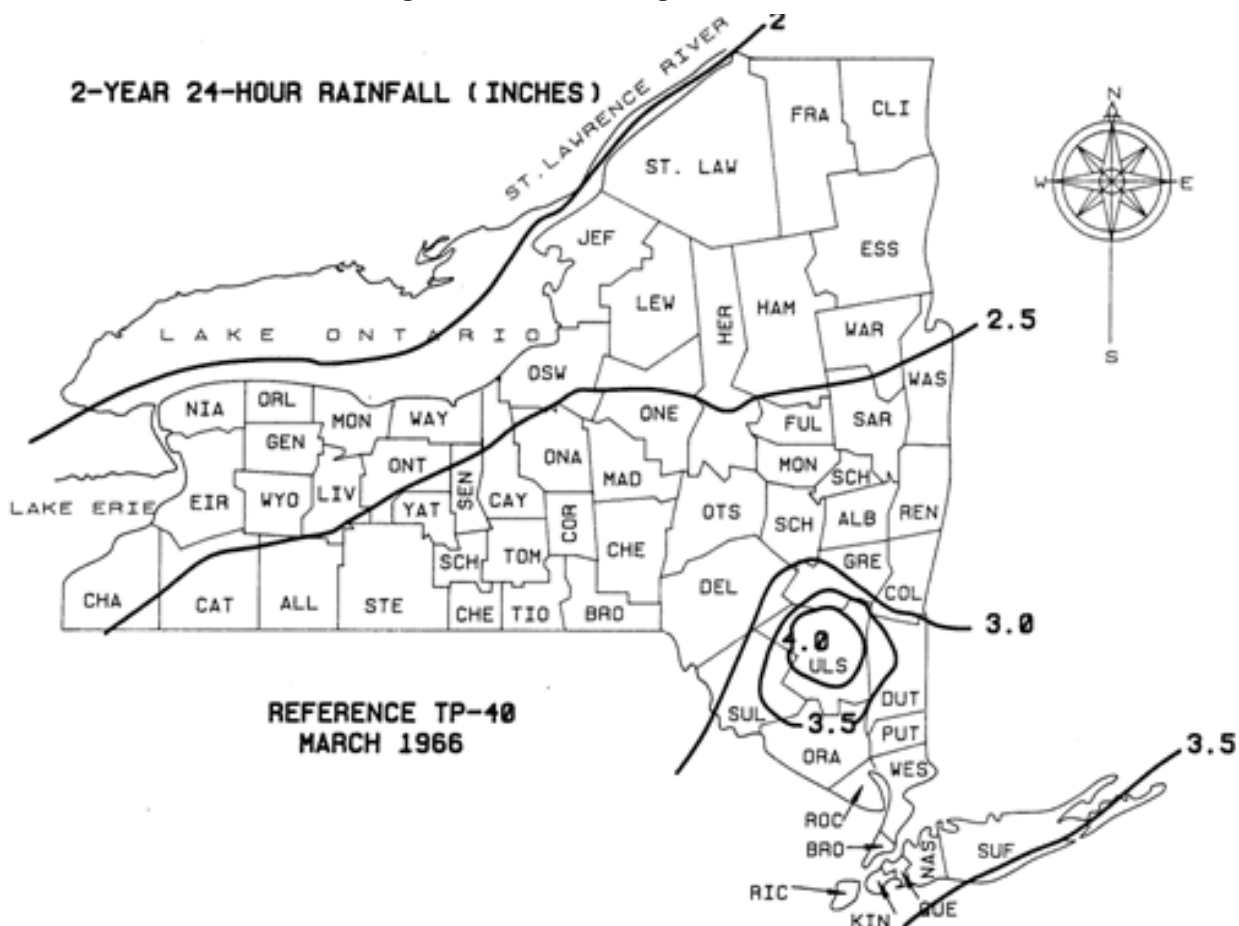 2
2-YEAR 24-HOUR RAINFALL (INCHES)
ST. LAWRENCE RIVER
FRA
CLI
N
ST. LAW
W
E
JEF
ESS
S
LEW
HER
HAM
LAKE ONTARIO
WAR
2.5
OSW
WAS
NIA
ORL
MON
WAY
ONE
FUL
SAR
GEN
ONT
ONA
MON
SCH
EIR
WYO
LIV
YAT
SEN
CAY
MAD
LAKE ERIE
COR
OTS
SCH
ALB
REN
SCH
TOM
CHE
GRE
DEL
COL
CHA
CAT
ALL
STE
CHE
TIO
BRO
3.0
4.0
ULS
REFERENCE TP-40
MARCH 1966
SUL
3.5
DUT
PUT
ORA
WES
3.5
ROC
BRO
NAS
SUF
RIC
KIN
QUE